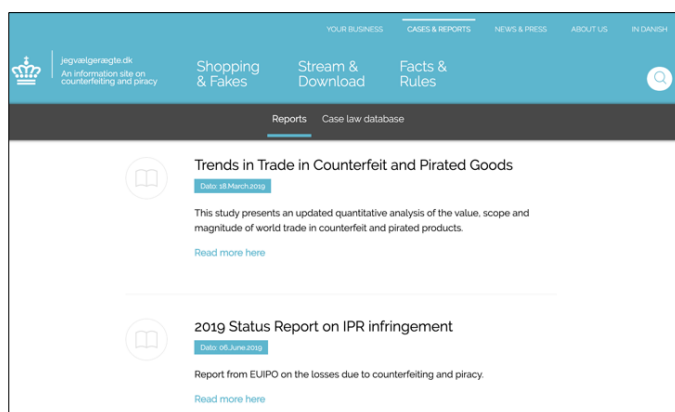 YOUR BUSINESS CASES & REPORTS NEWS & PRESS ABOUT US IN DANISH
jegvælgerægte.dk
An information site on
counterfeiting and piracy
Shopping
& Fakes
Stream &
Download
Facts &
Rules
Reports Case law database
Trends in Trade in Counterfeit and Pirated Goods
Dato: 18.March.2019
This study presents an updated quantitative analysis of the value, scope and
magnitude of world trade in counterfeit and pirated products.
Read more here
2019 Status Report on IPR infringement
Dato: 06.June.2019
Report from EUIPO on the losses due to counterfeiting and piracy.
Read more here